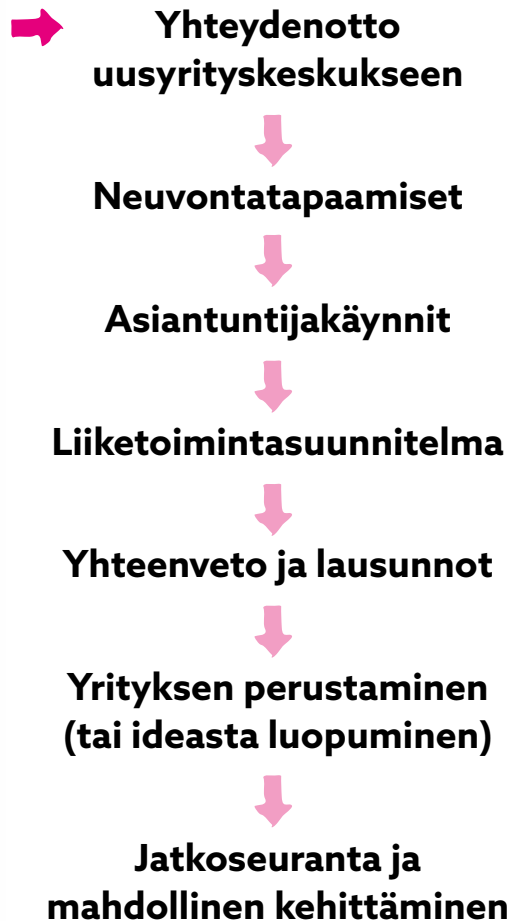 Yhteydenotto
uusyrityskeskukseen
Neuvontatapaamiset
Asiantuntijakäynnit
Liiketoimintasuunnitelma
Yhteenveto ja lausunnot
Yrityksen perustaminen
(tai ideasta luopuminen)
Jatkoseuranta ja
mahdollinen kehittäminen